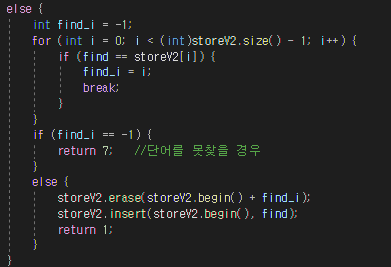 else {
int find_i = -1;
for (int i = 0; i < (int)storeV2.size() - 1; i++) {
if (find == storeV2[i]) {
find_i = i;
break;
}
}
if (find_i == -1) {
return 7; //단어를 못찾을 경우
}
else {
storeV2.erase(storeV2.begin() + find_i);
storeV2.insert(storeV2.begin(), find);
return 1;
}
}